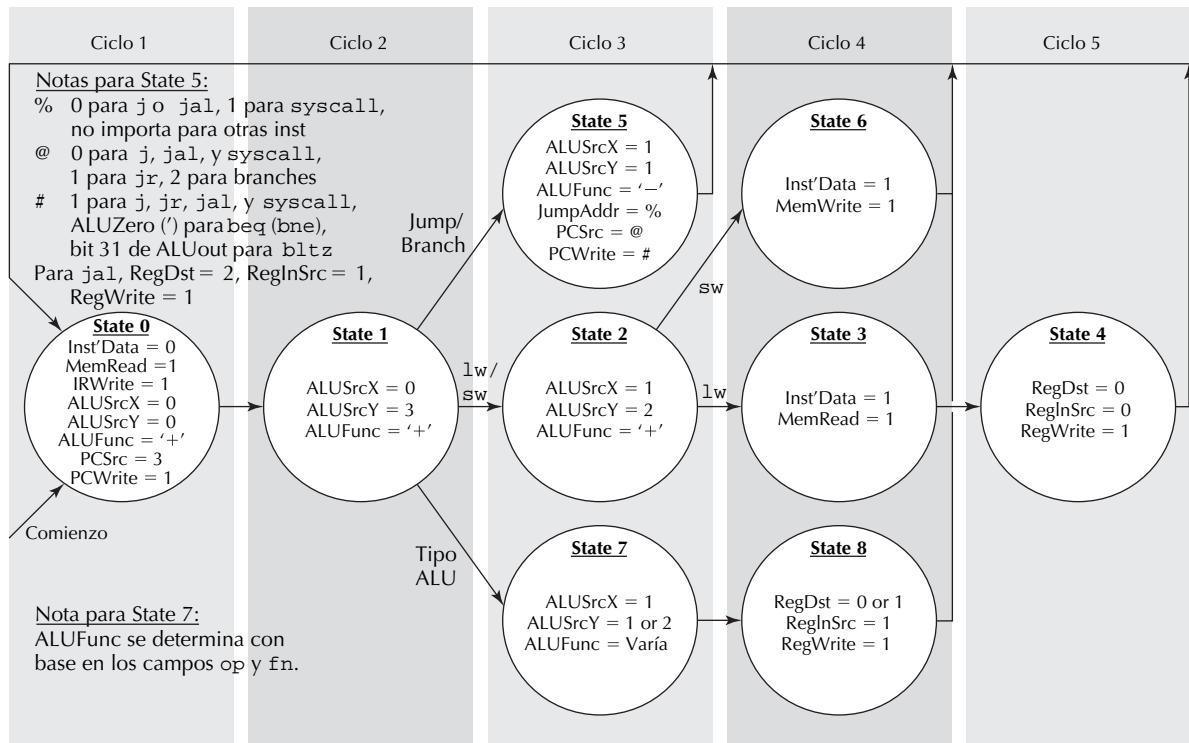 Ciclo 1
Ciclo 2
Ciclo 3
Ciclo 4
Ciclo 5
Notas para State 5:
% 0 para j o jal, 1 para syscall,
no importa para otras inst
@ 0 para j, jal, y syscall,
1 para jr, 2 para branches
# 1 para j, jr, jal, y syscall,
ALUZero (′) para beq (bne),
bit 31 de ALUout para bltz
Para jal, RegDst = 2, RegInSrc = 1,
RegWrite = 1
State 0
Inst′Data = 0
MemRead =1
IRWrite = 1
ALUSrcX = 0
ALUSrcY = 0
ALUFunc = ‘+’
PCSrc = 3
PCWrite = 1
Comienzo
Nota para State 7:
ALUFunc se determina con
base en los campos op y fn.
State 1
ALUSrcX = 0
ALUSrcY = 3
ALUFunc = ‘+’
Jump/
Branch
lw/
sw
Tipo
ALU
State 5
ALUSrcX = 1
ALUSrcY = 1
ALUFunc = ‘−’
JumpAddr = %
PCSrc = @
PCWrite = #
State 2
ALUSrcX = 1
ALUSrcY = 2
ALUFunc = ‘+’
State 7
ALUSrcX = 1
ALUSrcY = 1 or 2
ALUFunc = Varía
sw
lw
State 6
Inst′Data = 1
MemWrite = 1
State 3
Inst′Data = 1
MemRead = 1
State 8
RegDst = 0 or 1
RegInSrc = 1
RegWrite = 1
State 4
RegDst = 0
RegInSrc = 0
RegWrite = 1